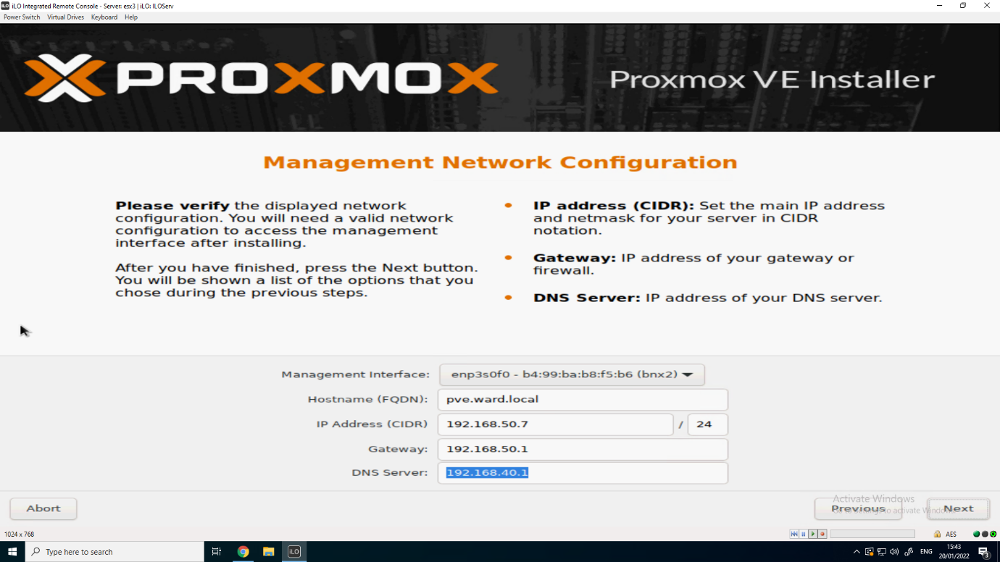 iLO Integrated Remote Console - Server: esx3 | iLO: ILOServ
Power Switch Virtual Drives Keyboard Help
PROXMOX
Proxmox VE Installer
Management Network Configuration
Please verify the displayed network
configuration. You will need a valid network
configuration to access the management
interface after installing.
After you have finished, press the Next button.
You will be shown a list of the options that you
chose during the previous steps.
IP address (CIDR): Set the main IP address
and netmask for your server in CIDR
notation.
Gateway: IP address of your gateway or
firewall.
DNS Server: IP address of your DNS server.
Management Interface: enp3s0f0 - b4:99:ba:b8:f5:b6 (bnx2)
Hostname (FQDN): pve.ward.local
IP Address (CIDR) 192.168.50.7 / 24
Gateway: 192.168.50.1
DNS Server: 192.168.40.1
Abort
Previous
Next
Activate Windows
Go to Settings to activate Windows.
1024 x 768
AES
Type here to search
iLO
ENG
15:43
20/01/2022
3